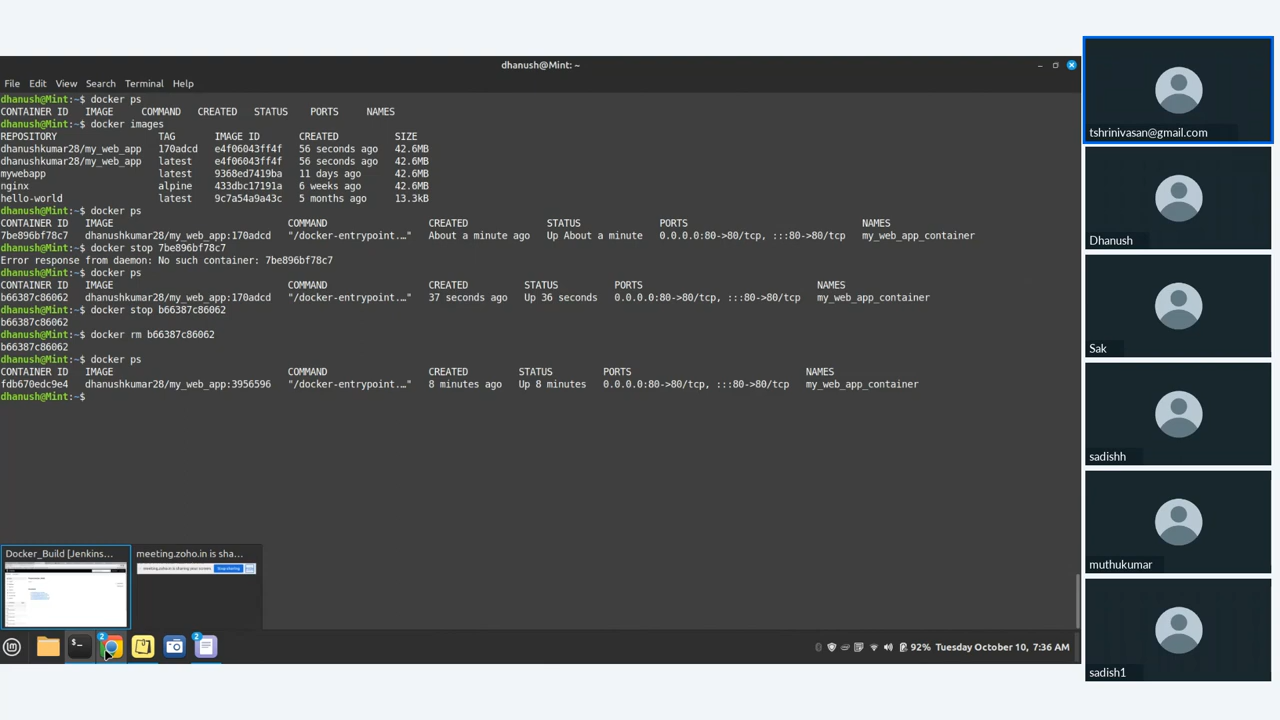 dhanush@Mint: ~
File Edit View Search Terminal Help
dhanush@Mint:~$ docker ps
CONTAINER ID IMAGE COMMAND CREATED STATUS PORTS NAMES
dhanush@Mint:~$ docker images
REPOSITORY TAG IMAGE ID CREATED SIZE
dhanushkumar28/my_web_app 170adcd e4f06043ff4f 56 seconds ago 42.6MB
dhanushkumar28/my_web_app latest e4f06043ff4f 56 seconds ago 42.6MB
mywebapp latest 9368ed7419ba 11 days ago 42.6MB
nginx alpine 433dbc17191a 6 weeks ago 42.6MB
hello-world latest 9c7a54a9a43c 5 months ago 13.3kB
dhanush@Mint:~$ docker ps
CONTAINER ID IMAGE COMMAND CREATED STATUS PORTS NAMES
7be896bf78c7 dhanushkumar28/my_web_app:170adcd "/docker-entrypoint.…" About a minute ago Up About a minute 0.0.0.0:80->80/tcp, :::80->80/tcp my_web_app_container
dhanush@Mint:~$ docker stop 7be896bf78c7
Error response from daemon: No such container: 7be896bf78c7
dhanush@Mint:~$ docker ps
CONTAINER ID IMAGE COMMAND CREATED STATUS PORTS NAMES
b66387c86062 dhanushkumar28/my_web_app:170adcd "/docker-entrypoint.…" 37 seconds ago Up 36 seconds 0.0.0.0:80->80/tcp, :::80->80/tcp my_web_app_container
dhanush@Mint:~$ docker stop b66387c86062
b66387c86062
dhanush@Mint:~$ docker rm b66387c86062
b66387c86062
dhanush@Mint:~$ docker ps
CONTAINER ID IMAGE COMMAND CREATED STATUS PORTS NAMES
fdb670edc9e4 dhanushkumar28/my_web_app:3956596 "/docker-entrypoint.…" 8 minutes ago Up 8 minutes 0.0.0.0:80->80/tcp, :::80->80/tcp my_web_app_container
dhanush@Mint:~$
Docker_Build [Jenkins...
meeting.zoho.in is sha...
meeting.zoho.in is sharing your screen. Stop sharing
2
2
92% Tuesday October 10, 7:36 AM
tshrinivasan@gmail.com
Dhanush
Sak
sadishh
muthukumar
sadish1